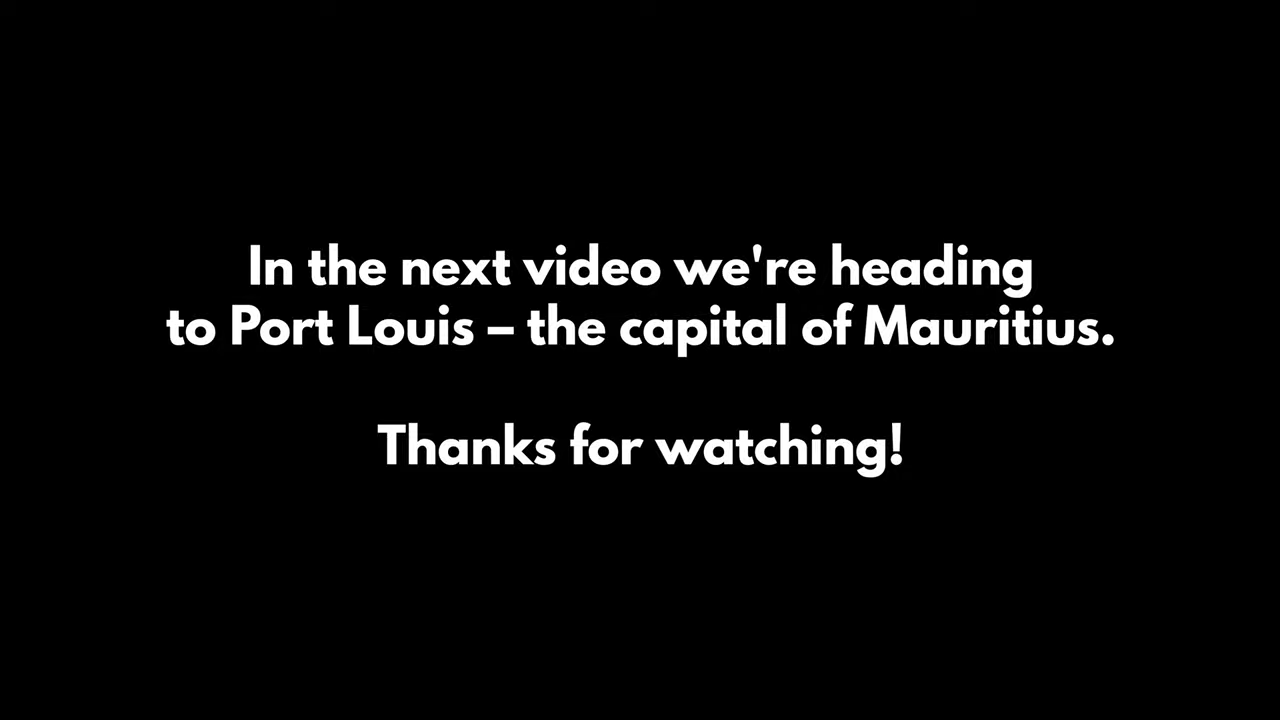 In the next video we're heading
to Port Louis – the capital of Mauritius.
Thanks for watching!